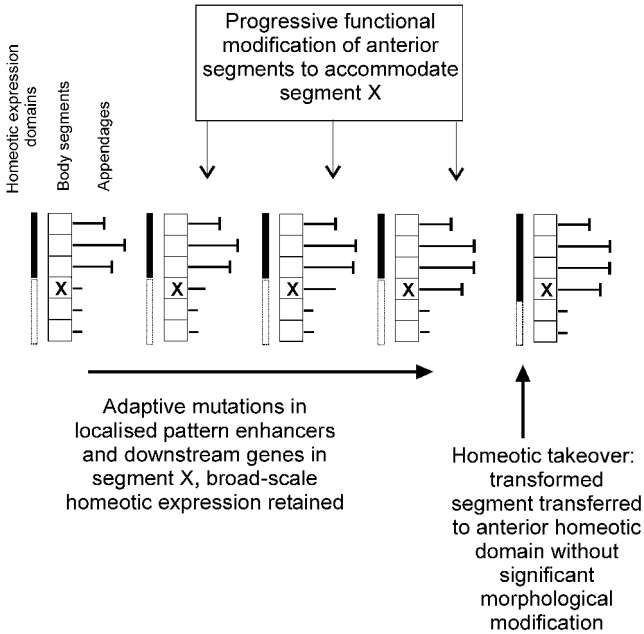 Progressive functional
modification of anterior
segments to accommodate
segment X
Homeotic expression
domains
Body segments
Appendages
X
X
X
X
X
Adaptive mutations in
localised pattern enhancers
and downstream genes in
segment X, broad-scale
homeotic expression retained
Homeotic takeover:
transformed
segment transferred
to anterior homeotic
domain without
significant
morphological
modification